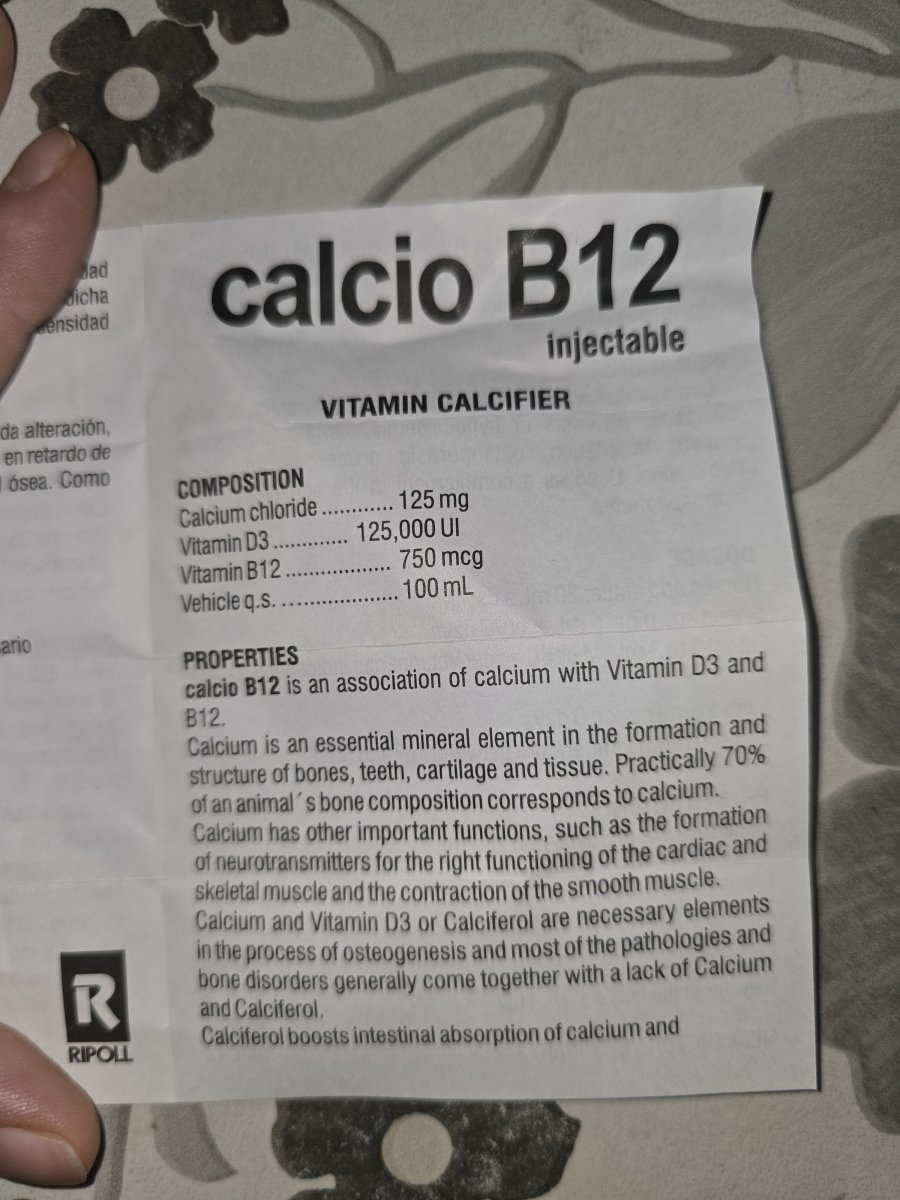 dad
dicha
densidad
da alteración,
en retardo de
ósea. Como
ario
R
RIPOLL
calcio B12
injectable
VITAMIN CALCIFIER
COMPOSITION
Calcium chloride ............ 125 mg
Vitamin D3 ............. 125,000 UI
Vitamin B12 .................. 750 mcg
Vehicle q.s. ..................... 100 mL
PROPERTIES
calcio B12 is an association of calcium with Vitamin D3 and
B12.
Calcium is an essential mineral element in the formation and
structure of bones, teeth, cartilage and tissue. Practically 70%
of an animal´s bone composition corresponds to calcium.
Calcium has other important functions, such as the formation
of neurotransmitters for the right functioning of the cardiac and
skeletal muscle and the contraction of the smooth muscle.
Calcium and Vitamin D3 or Calciferol are necessary elements
in the process of osteogenesis and most of the pathologies and
bone disorders generally come together with a lack of Calcium
and Calciferol.
Calciferol boosts intestinal absorption of calcium and